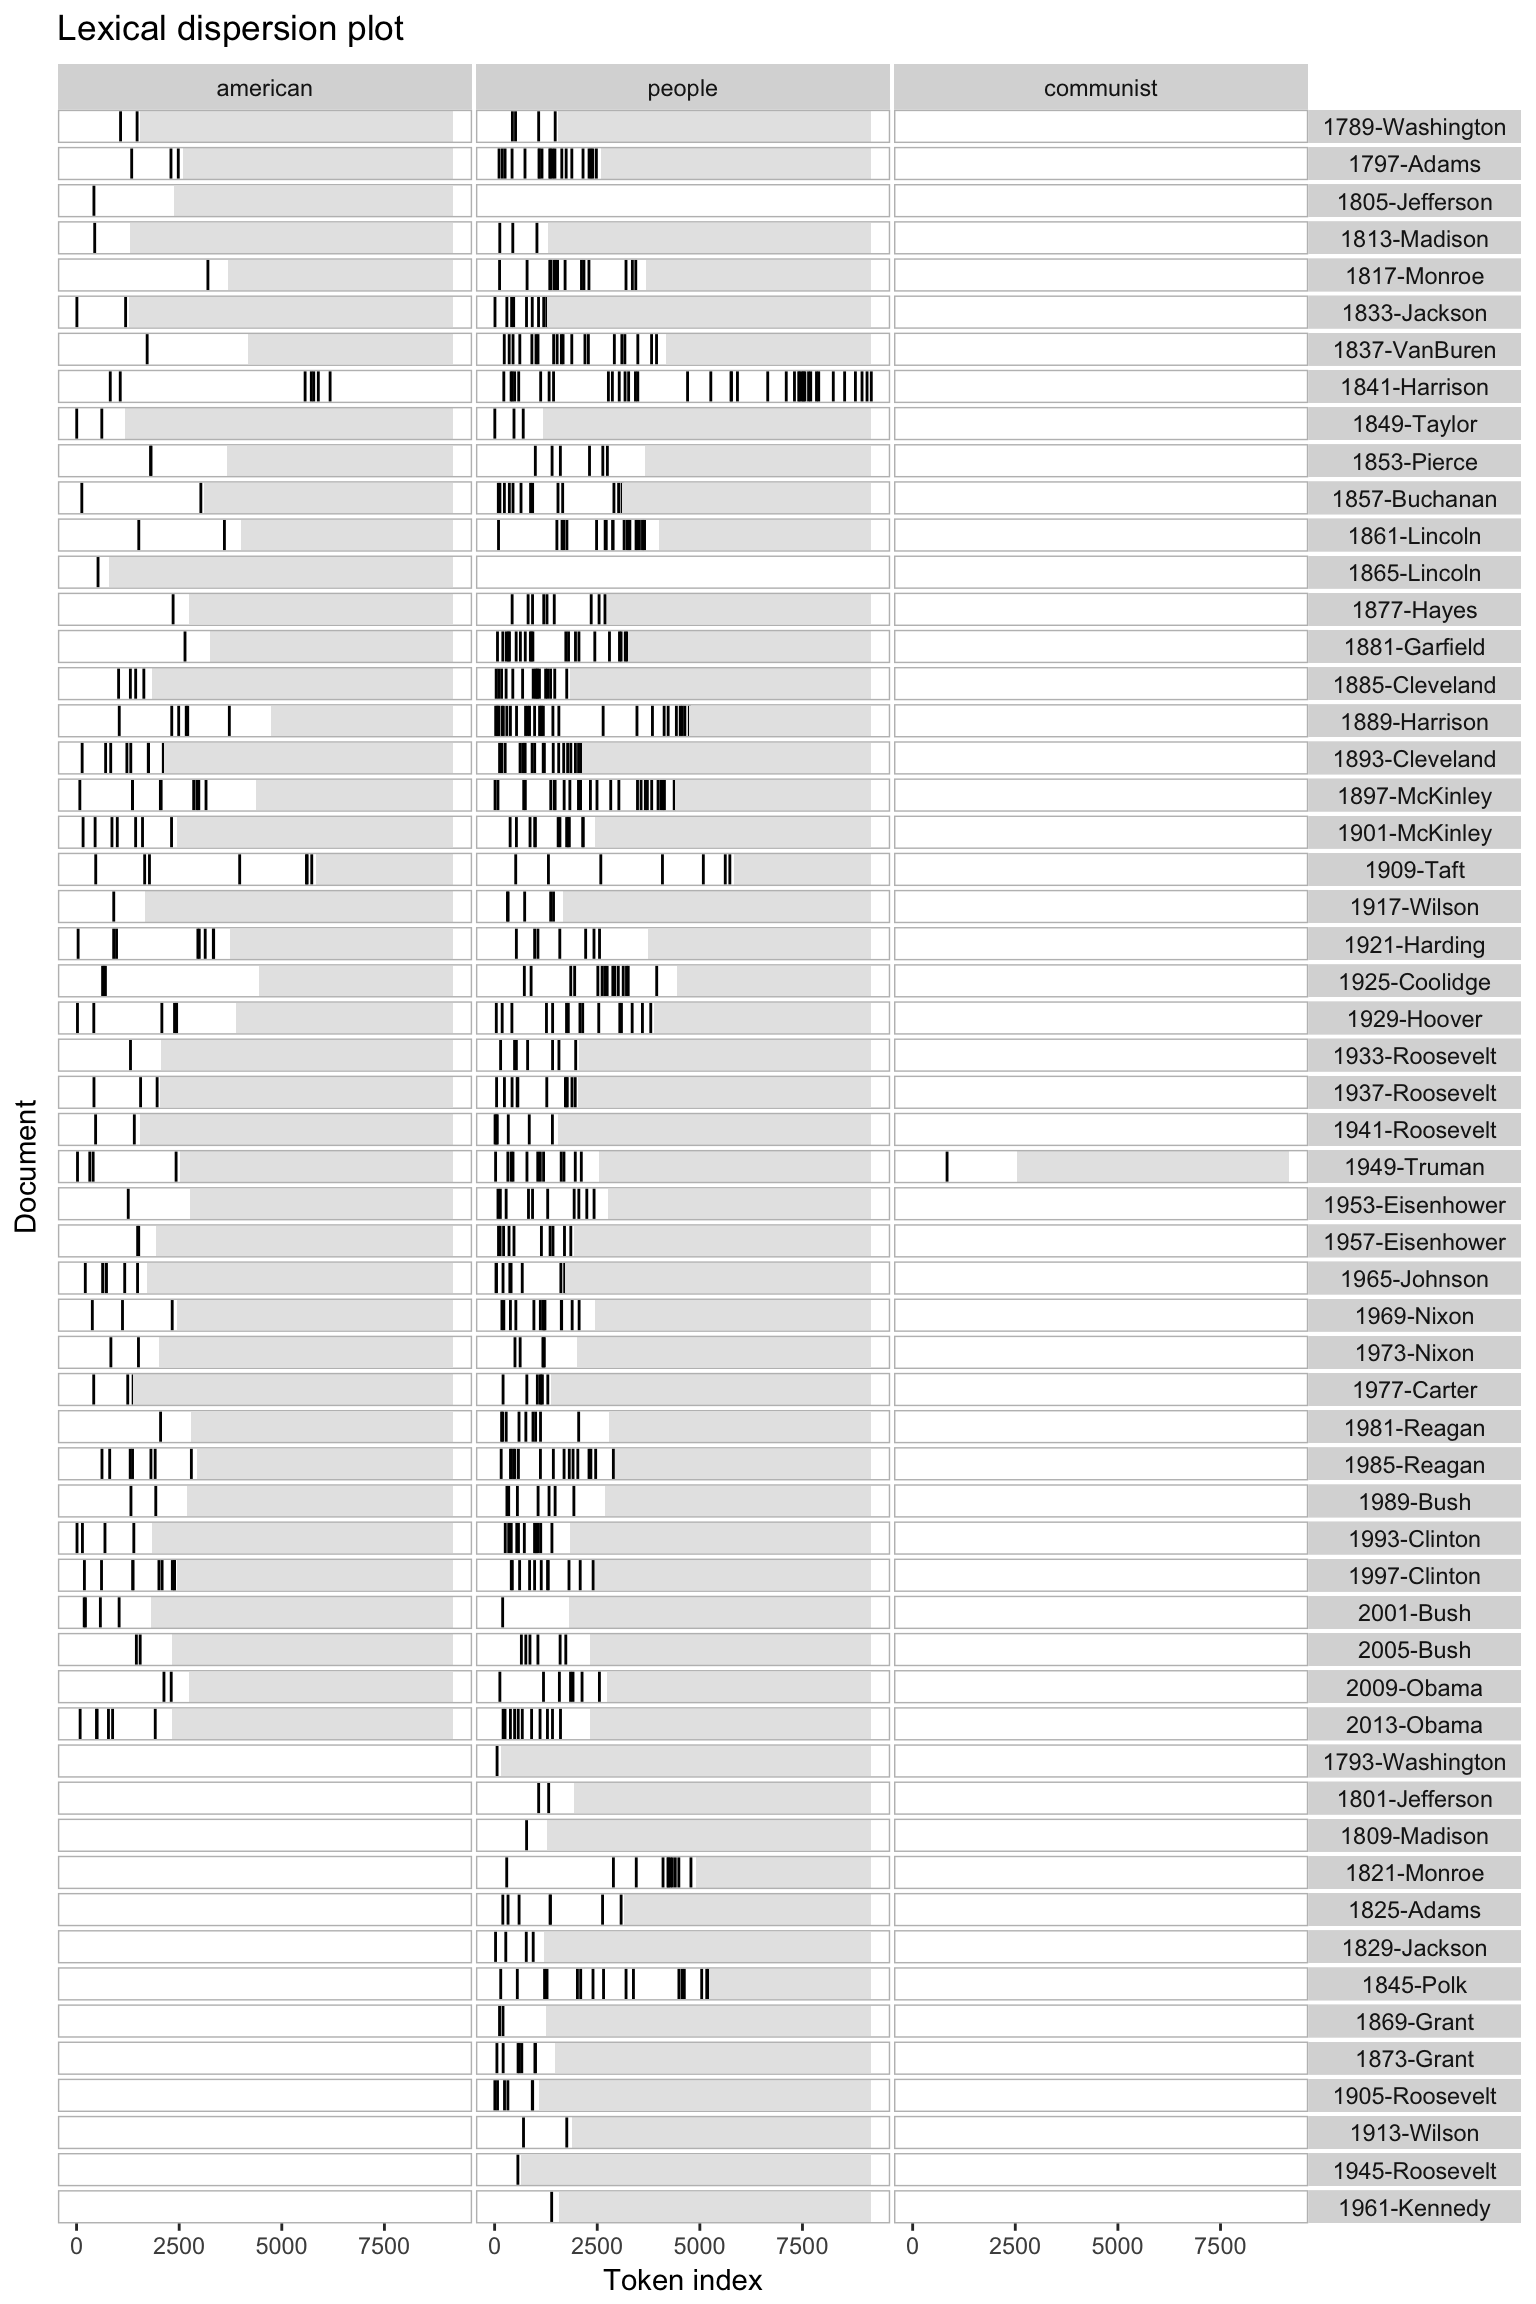 Lexical dispersion plot
american people communist
1789-Washington
1797-Adams
1805-Jefferson
1813-Madison
1817-Monroe
1833-Jackson
1837-VanBuren
1841-Harrison
1849-Taylor
1853-Pierce
1857-Buchanan
1861-Lincoln
1865-Lincoln
1877-Hayes
1881-Garfield
1885-Cleveland
1889-Harrison
1893-Cleveland
1897-McKinley
1901-McKinley
1909-Taft
1917-Wilson
1921-Harding
1925-Coolidge
1929-Hoover
1933-Roosevelt
1937-Roosevelt
1941-Roosevelt
1949-Truman
1953-Eisenhower
1957-Eisenhower
1965-Johnson
1969-Nixon
1973-Nixon
1977-Carter
1981-Reagan
1985-Reagan
1989-Bush
1993-Clinton
1997-Clinton
2001-Bush
2005-Bush
2009-Obama
2013-Obama
1793-Washington
1801-Jefferson
1809-Madison
1821-Monroe
1825-Adams
1829-Jackson
1845-Polk
1869-Grant
1873-Grant
1905-Roosevelt
1913-Wilson
1945-Roosevelt
1961-Kennedy
Document
0 2500 5000 7500 0 2500 5000 7500 0 2500 5000 7500
Token index